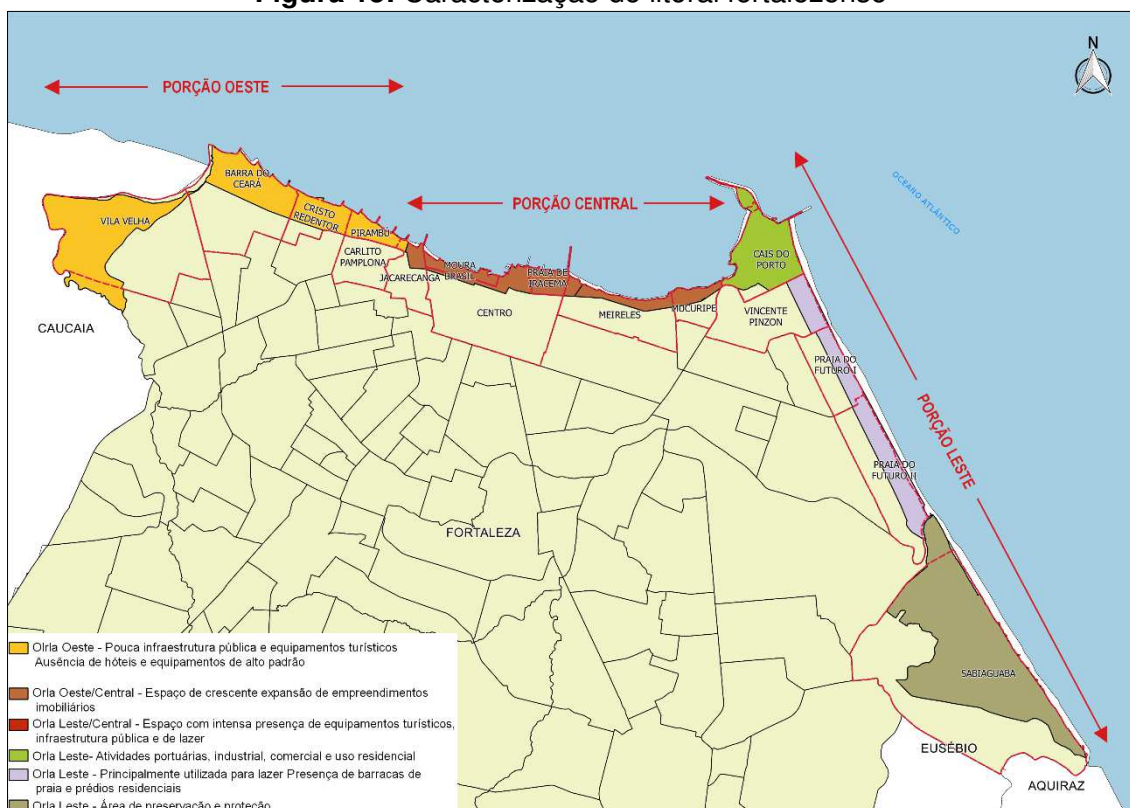 Figura 13: Caracterização do litoral fortalezense
N
PORÇÃO OESTE
OCEANO ATLÂNTICO
BARRA DO
CEARÁ
PORÇÃO CENTRAL
VILA VELHA
CRISTO
REDENTOR
PIRAMBÚ
CAIS DO
PORTO
CARLITO
PAMPLONA
JACARECANGA
MOURA
BRASIL
PRAIA DE
IRACEMA
CENTRO
MEIRELES
MUCURIPE
VINCENTE
PINZON
CAUCAIA
PRAIA DO
FUTURO I
PORÇÃO LESTE
PRAIA DO
FUTURO II
FORTALEZA
SABIAGUABA
EUSÉBIO
AQUIRAZ
Olrla Oeste - Pouca infraestrutura pública e equipamentos turísticos
Ausência de hóteis e equipamentos de alto padrão
Orla Oeste/Central - Espaço de crescente expansão de empreendimentos
imobiliários
Orla Leste/Central - Espaço com intensa presença de equipamentos turísticos,
infraestrutura pública e de lazer
Orla Leste- Atividades portuárias, industrial, comercial e uso residencial
Orla Leste - Principalmente utilizada para lazer Presença de barracas de
praia e prédios residenciais
Orla Leste - Área de preservação e proteção